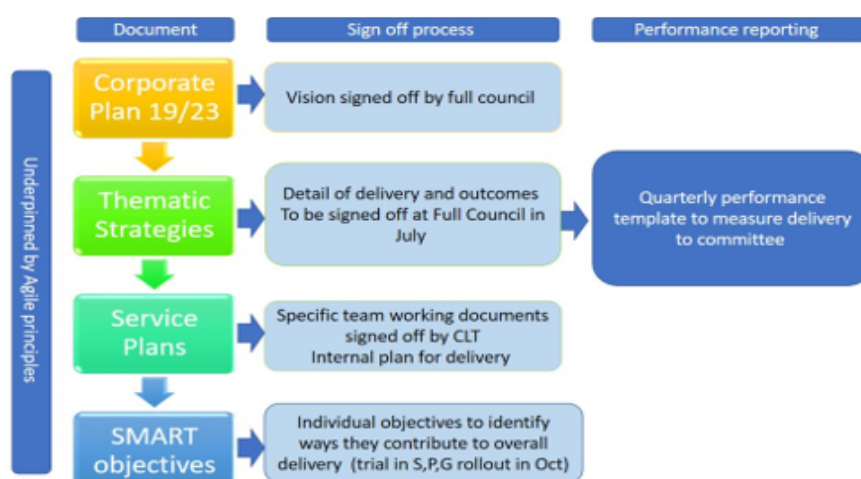 Document
Sign off process
Performance reporting
Underpinned by Agile principles
Corporate
Plan 19/23
Vision signed off by full council
Thematic
Strategies
Detail of delivery and outcomes
To be signed off at Full Council in
July
Quarterly performance
template to measure delivery
to committee
Service
Plans
Specific team working documents
signed off by CLT
Internal plan for delivery
SMART
objectives
Individual objectives to identify
ways they contribute to overall
delivery (trial in S,P,G rollout in Oct)